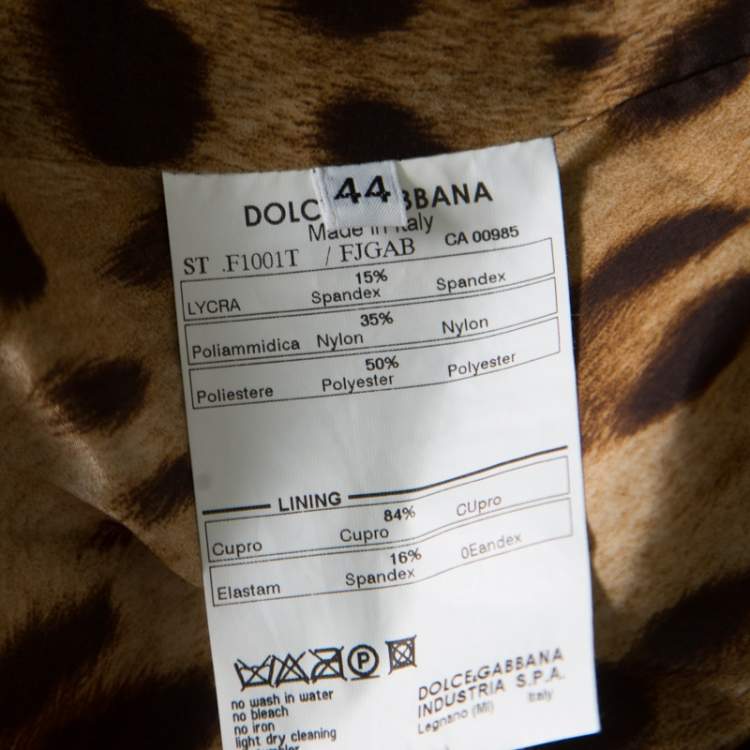 44
DOLC BBANA
Made in Italy
ST .F1001T / FJGAB CA 00985
15%
LYCRA Spandex Spandex
35%
Poliammidica Nylon Nylon
50%
Poliestere Polyester Polyester
LINING
84%
Cupro Cupro CUpro
16%
Elastam Spandex 0Eandex
P
no wash in water
no bleach
no iron
light dry cleaning
DOLCE&GABBANA
INDUSTRIA S.P.A.
Legnano (MI) Italy